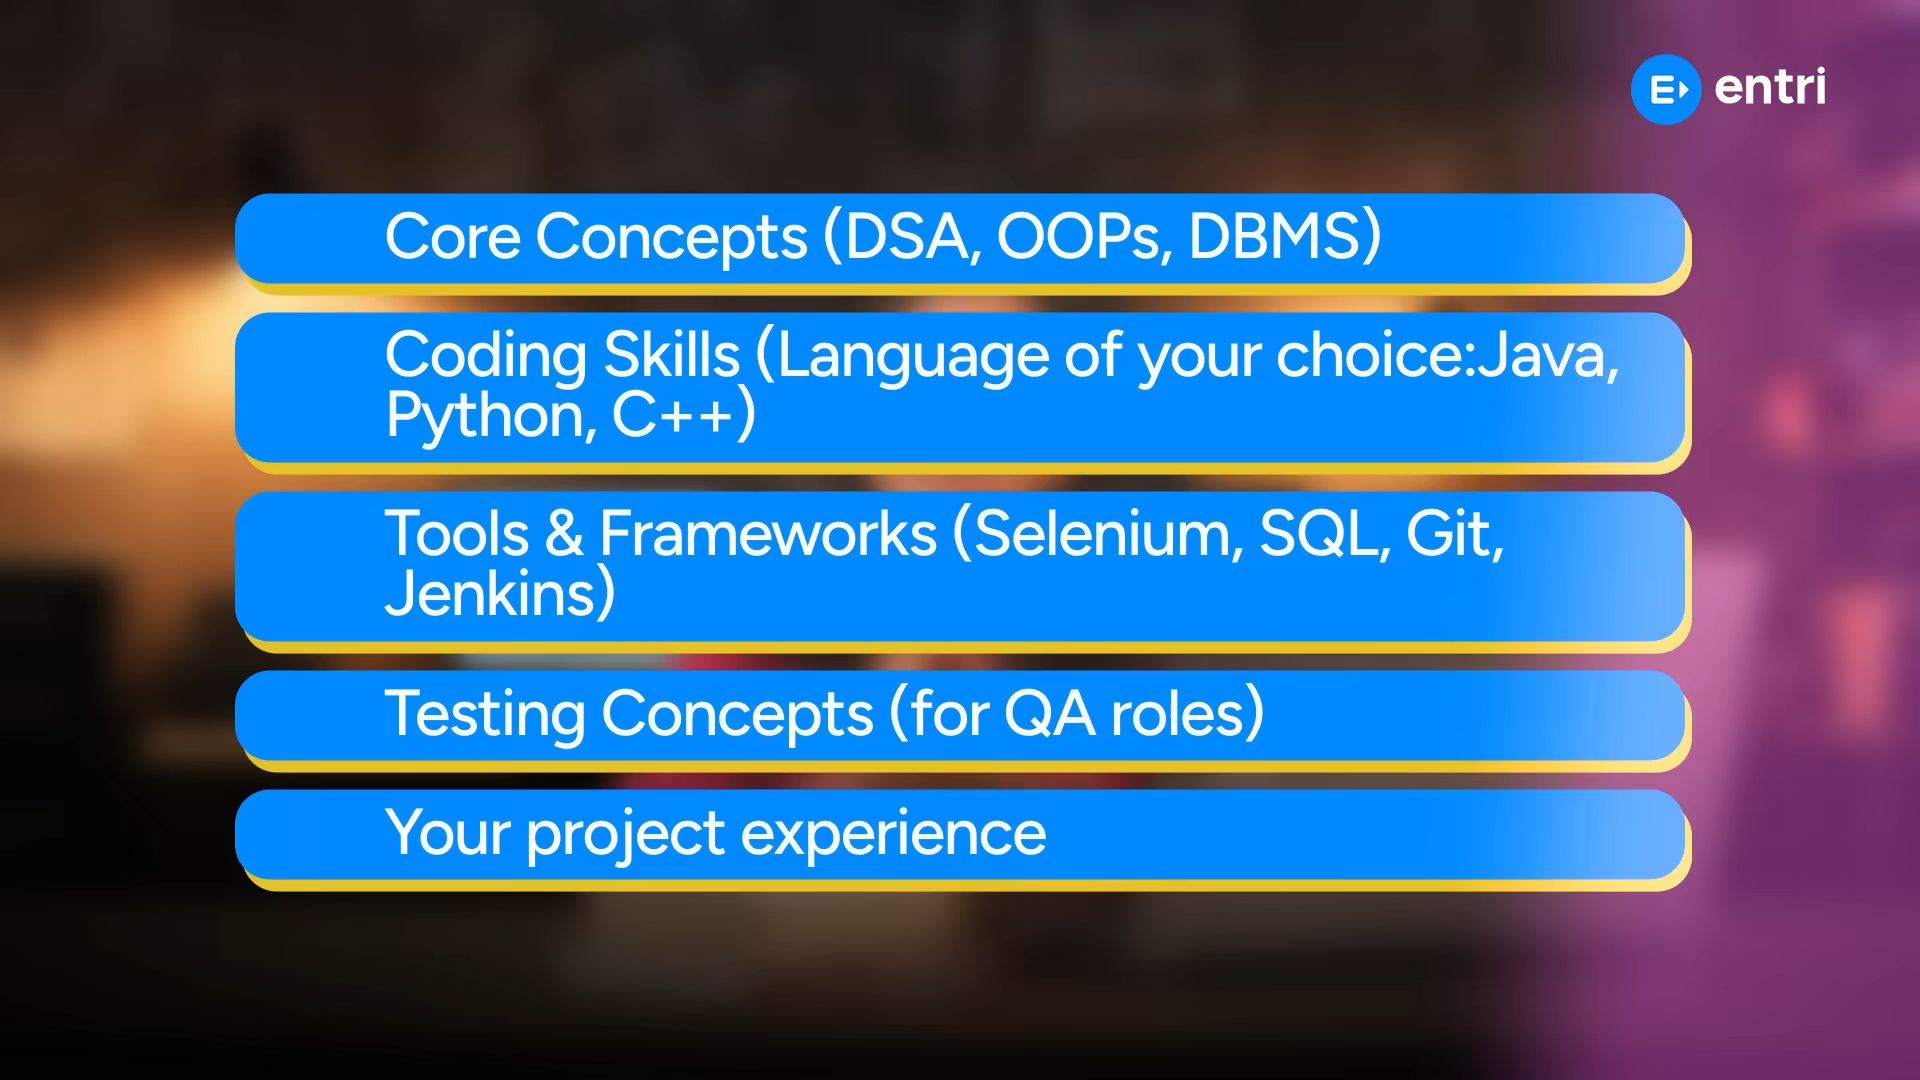 entri
Core Concepts (DSA, OOPs, DBMS)
Coding Skills (Language of your choice:Java,
Python, C++)
Tools & Frameworks (Selenium, SQL, Git,
Jenkins)
Testing Concepts (for QA roles)
Your project experience